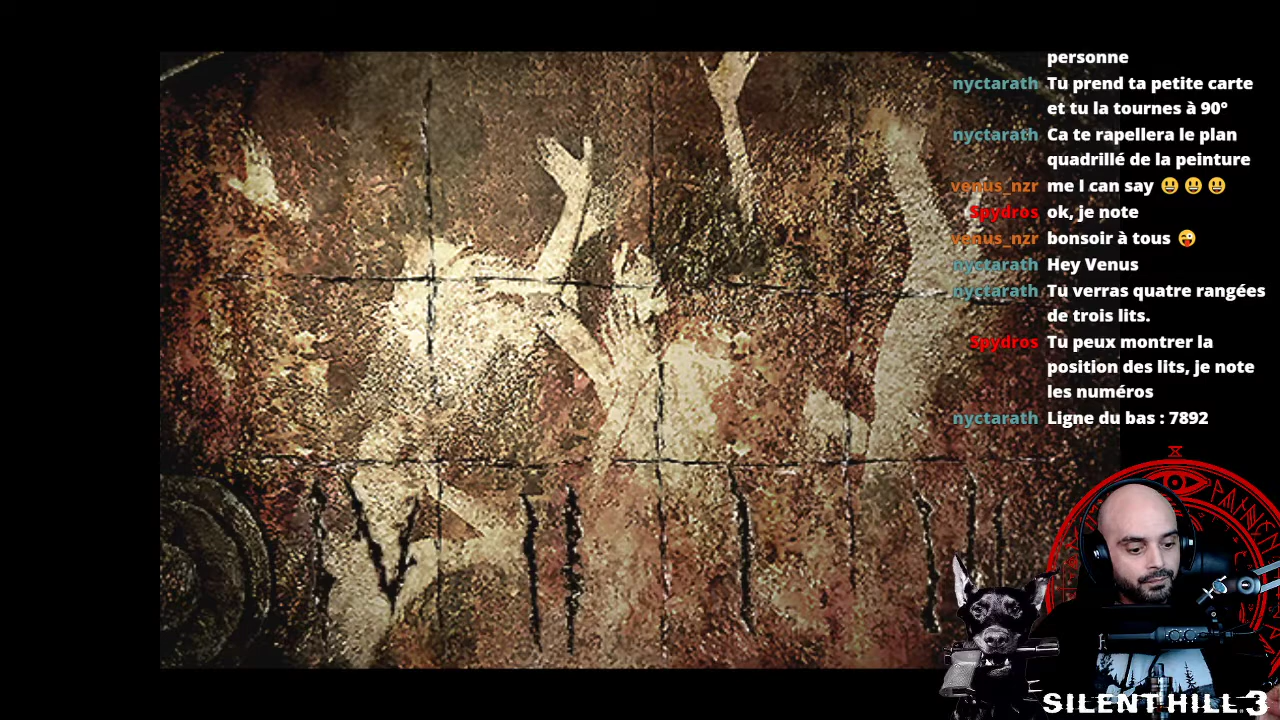 personne
nyctarath Tu prend ta petite carte
et tu la tournes à 90°
nyctarath Ca te rapellera le plan
quadrillé de la peinture
venus_nzr me I can say 😃 😃 😃
Spydros ok, je note
venus_nzr bonsoir à tous 😜
nyctarath Hey Venus
nyctarath Tu verras quatre rangées
de trois lits.
Spydros Tu peux montrer la
position des lits, je note
les numéros
nyctarath Ligne du bas : 7892
IV II I III
SILENT HILL 3